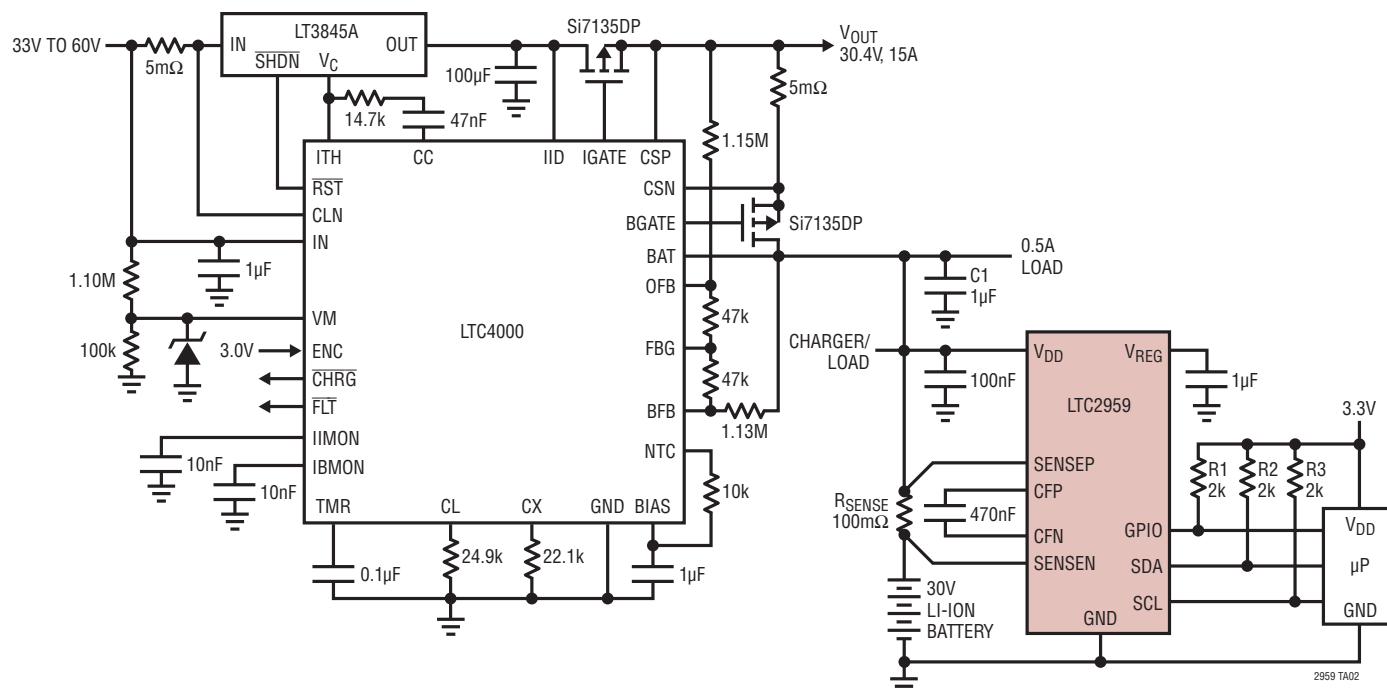 33V TO 60V
5mΩ
IN
LT3845A
OUT
SHDN
VC
14.7k
47nF
100µF
Si7135DP
VOUT
30.4V, 15A
5mΩ
1.15M
ITH
CC
IID
IGATE
CSP
RST
CLN
IN
1µF
1.10M
VM
100k
3.0V
ENC
CHRG
FLT
IIMON
10nF
IBMON
10nF
LTC4000
CSN
BGATE
Si7135DP
BAT
OFB
47k
FBG
47k
BFB
1.13M
NTC
10k
TMR
CL
CX
GND
BIAS
0.1µF
24.9k
22.1k
1µF
0.5A
LOAD
C1
1µF
CHARGER/
LOAD
100nF
VDD
VREG
1µF
LTC2959
3.3V
R1
2k
R2
2k
R3
2k
SENSEP
CFP
RSENSE
100mΩ
470nF
CFN
SENSEN
GPIO
SDA
SCL
GND
VDD
µP
GND
30V
LI-ION
BATTERY
2959 TA02